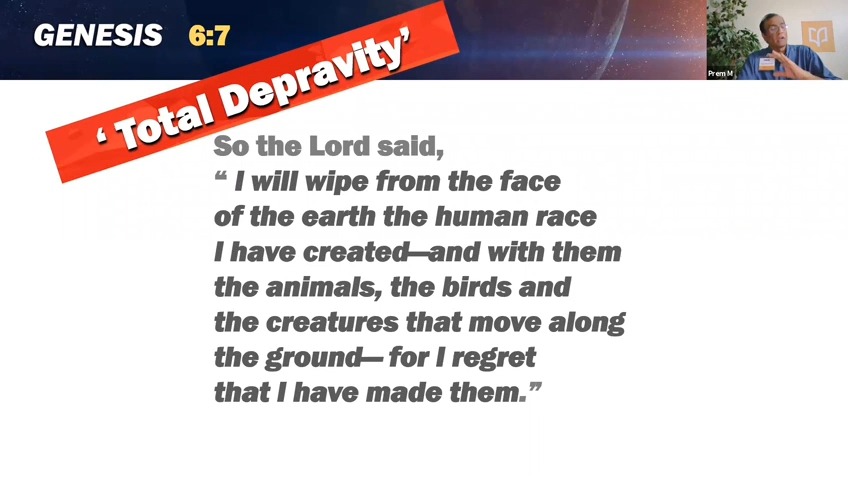 GENESIS 6:7
‘ Total Depravity’
So the Lord said,
“ I will wipe from the face
of the earth the human race
I have created—and with them
the animals, the birds and
the creatures that move along
the ground— for I regret
that I have made them.”
Prem M